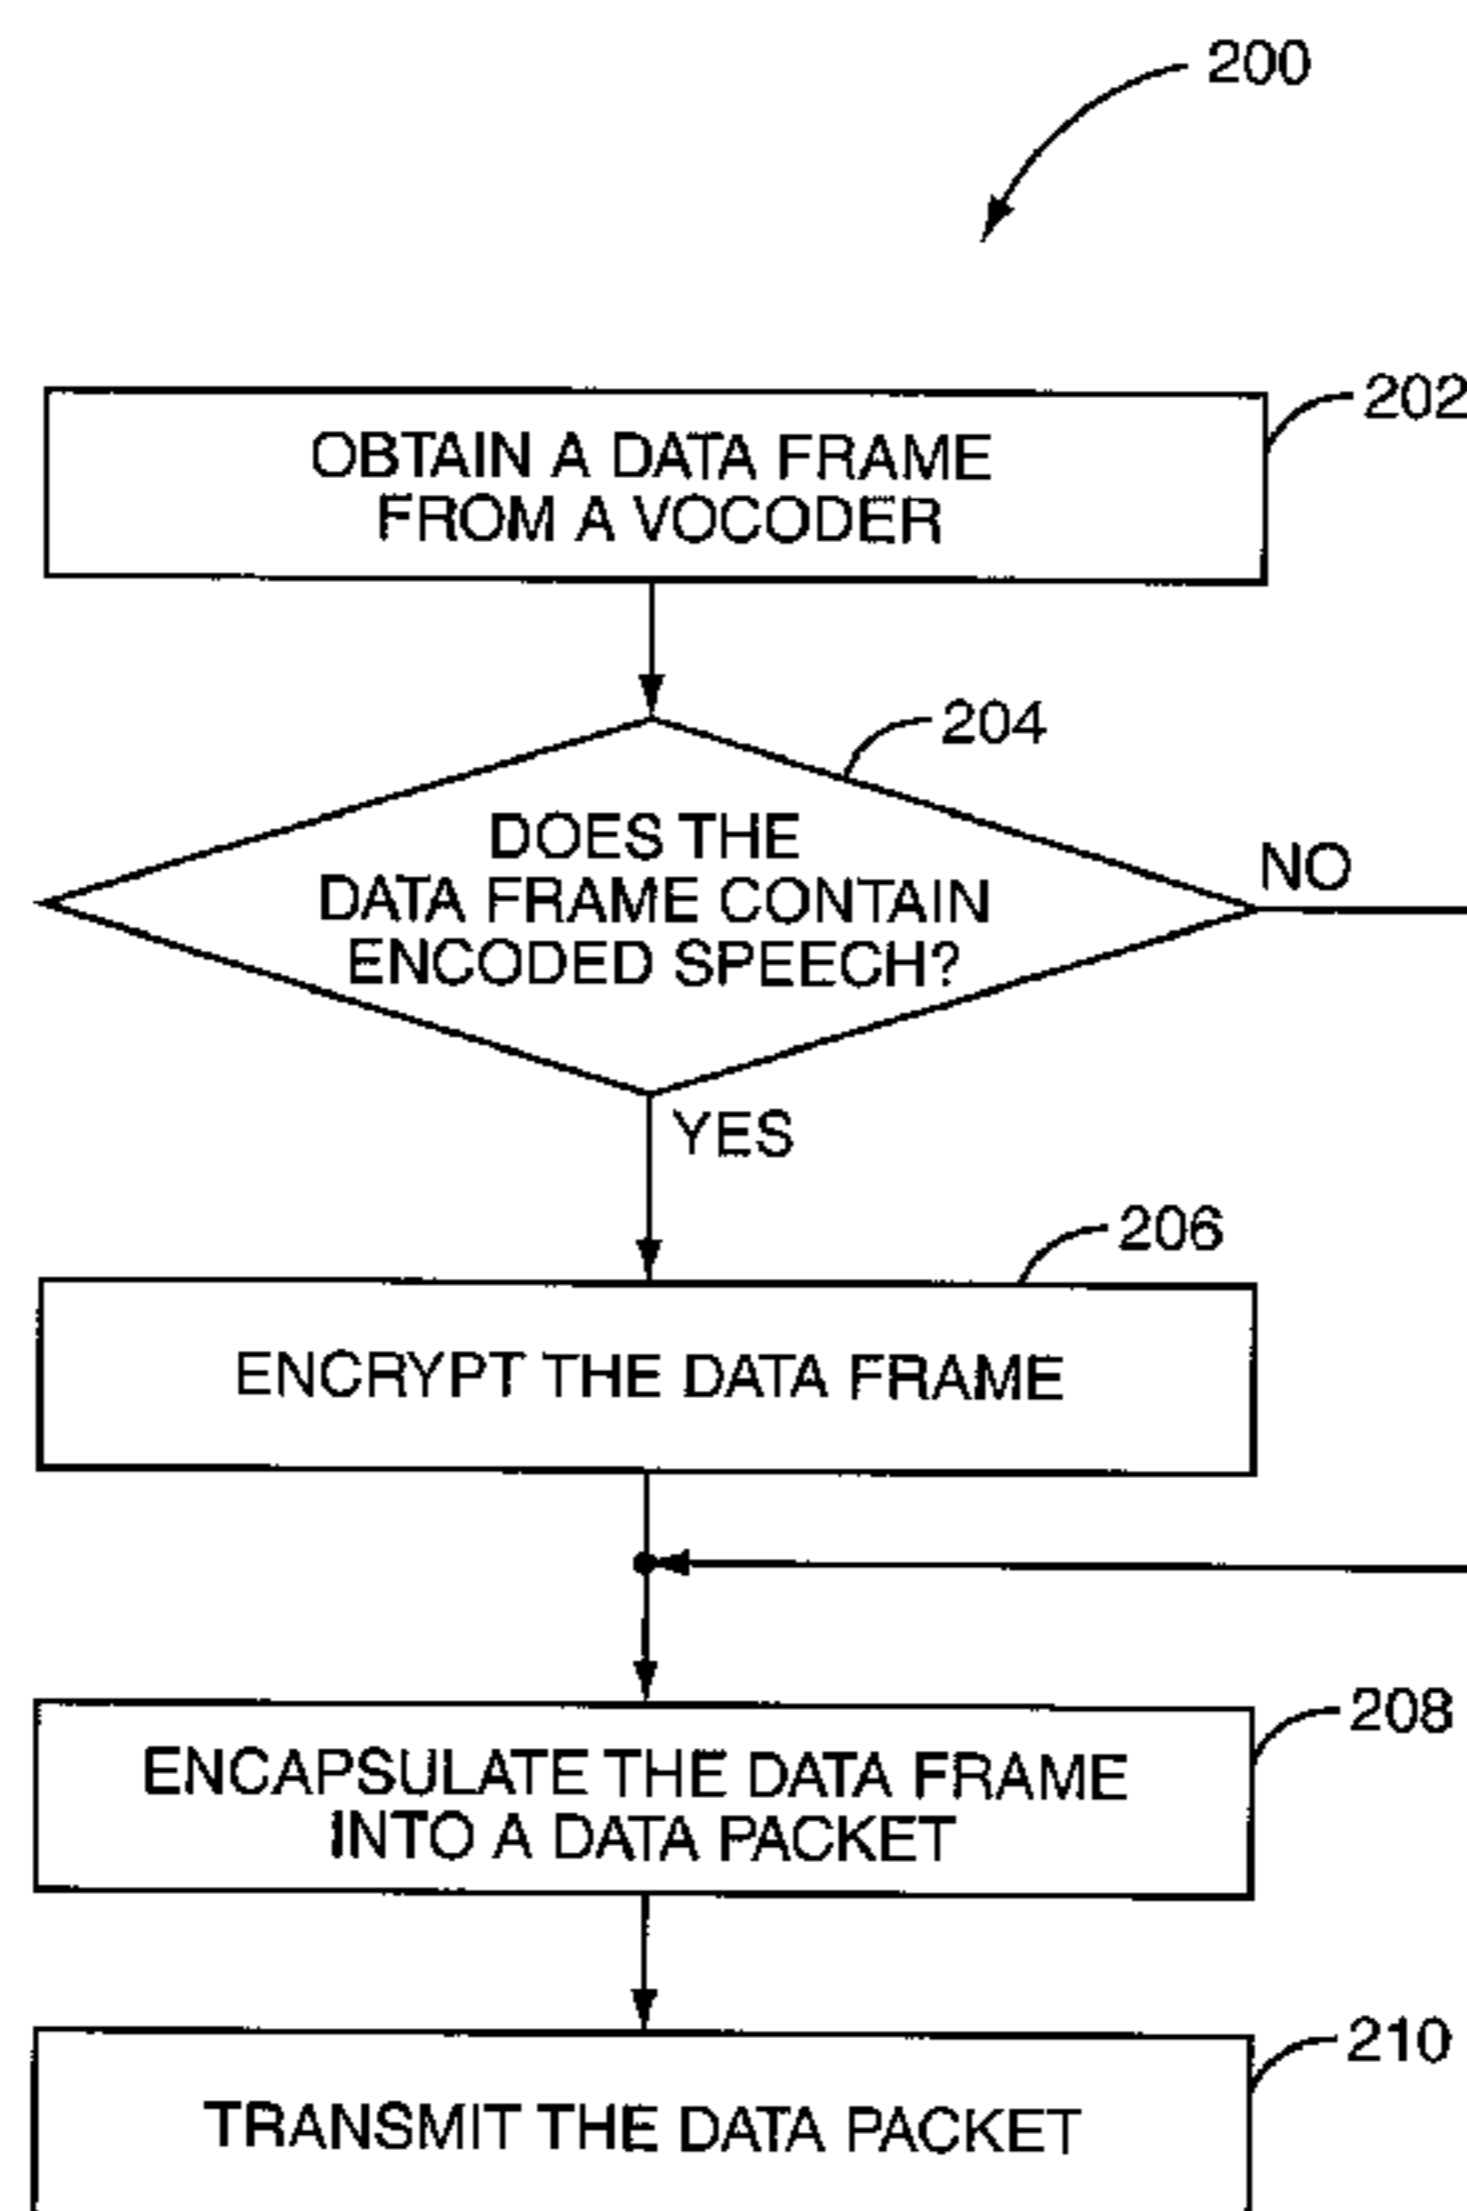 200
202
OBTAIN A DATA FRAME
FROM A VOCODER
204
DOES THE
DATA FRAME CONTAIN
ENCODED SPEECH?
NO
YES
206
ENCRYPT THE DATA FRAME
208
ENCAPSULATE THE DATA FRAME
INTO A DATA PACKET
210
TRANSMIT THE DATA PACKET